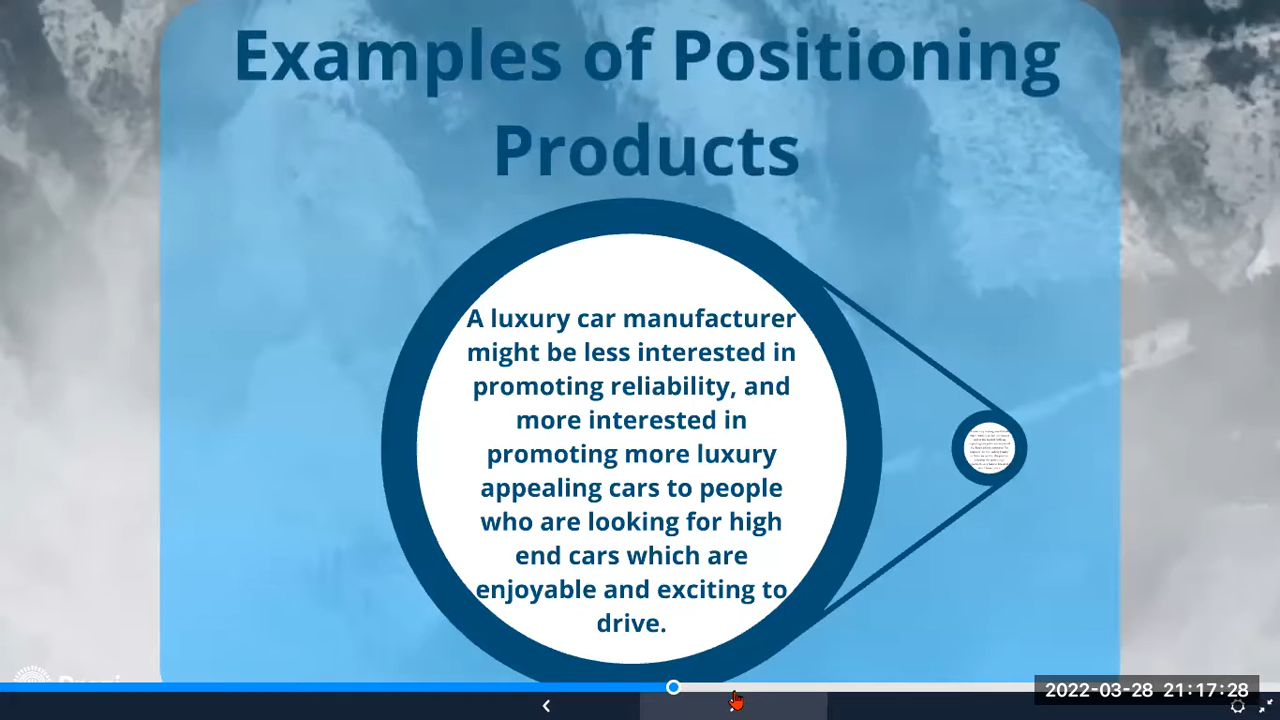 Examples of Positioning
Products
A luxury car manufacturer
might be less interested in
promoting reliability, and
more interested in
promoting more luxury
appealing cars to people
who are looking for high
end cars which are
enjoyable and exciting to
drive.
2022-03-28 21:17:28